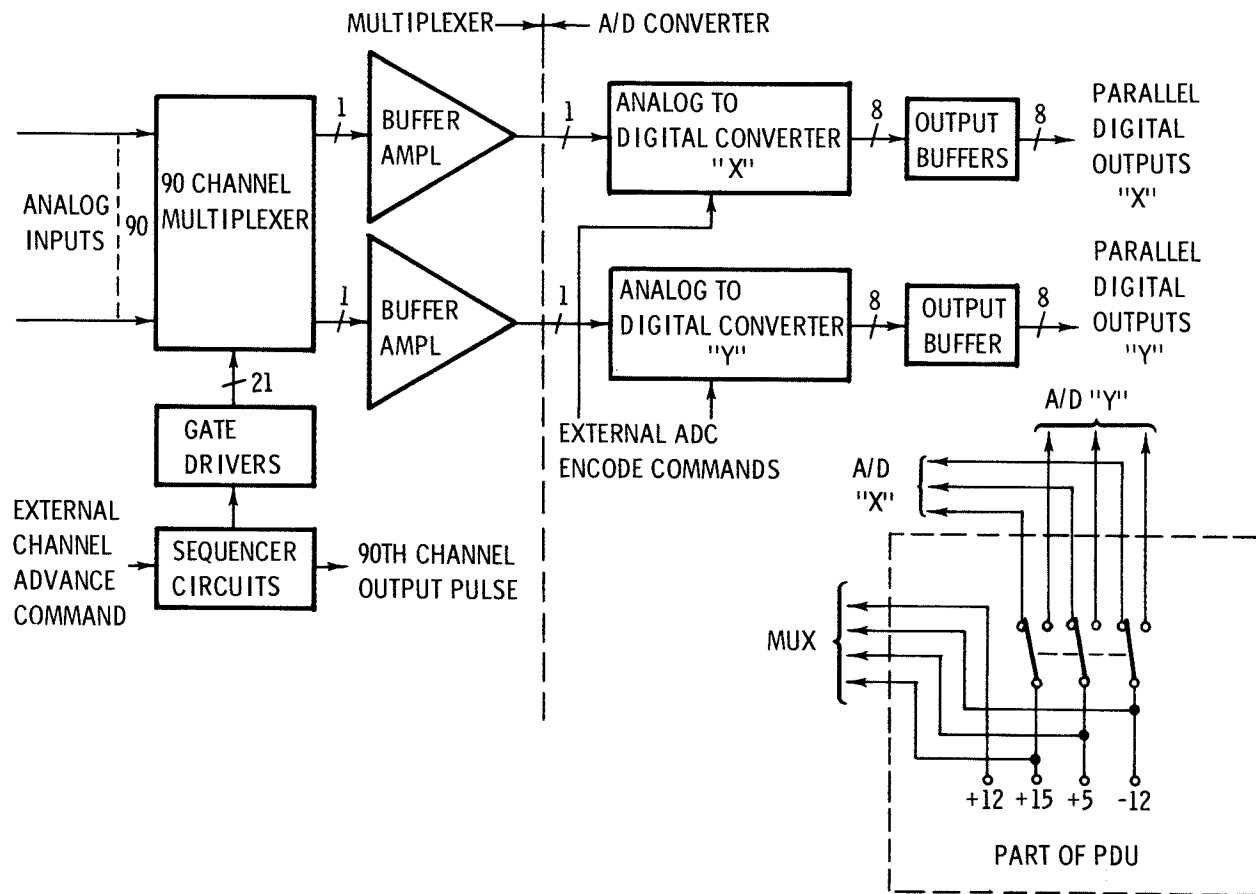 MULTIPLEXER
A/D CONVERTER
ANALOG
INPUTS
90
90 CHANNEL
MULTIPLEXER
1
BUFFER
AMPL
1
ANALOG TO
DIGITAL CONVERTER
"X"
8
OUTPUT
BUFFERS
8
PARALLEL
DIGITAL
OUTPUTS
"X"
1
BUFFER
AMPL
1
ANALOG TO
DIGITAL CONVERTER
"Y"
8
OUTPUT
BUFFER
8
PARALLEL
DIGITAL
OUTPUTS
"Y"
21
GATE
DRIVERS
EXTERNAL
CHANNEL
ADVANCE
COMMAND
SEQUENCER
CIRCUITS
90TH CHANNEL
OUTPUT PULSE
EXTERNAL ADC
ENCODE COMMANDS
A/D "Y"
A/D
"X"
MUX
+12 +15 +5 -12
PART OF PDU